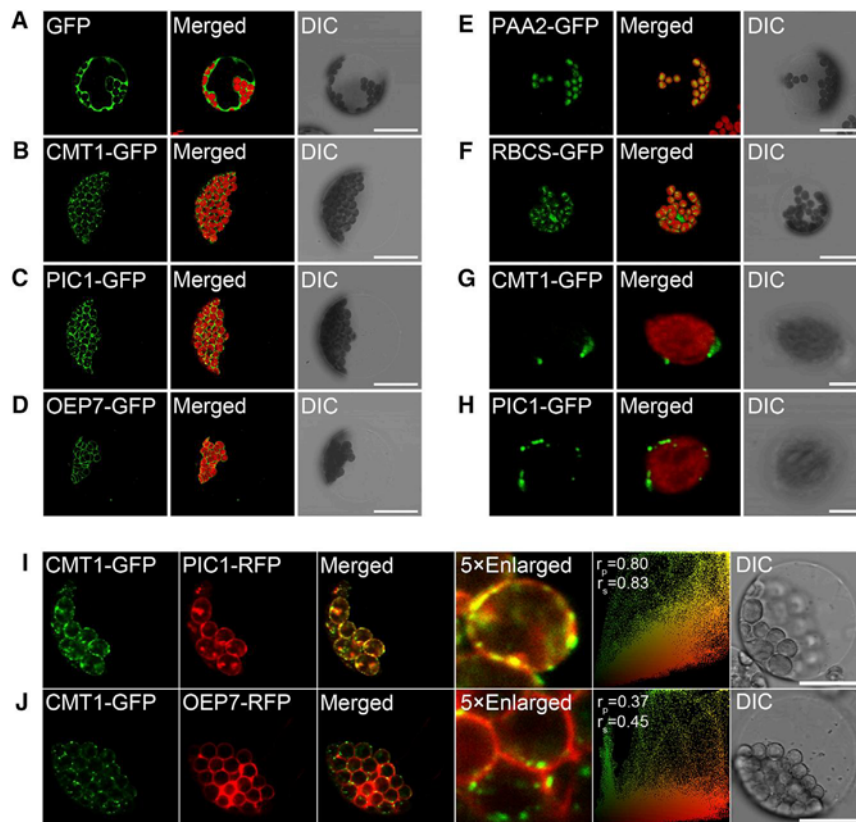 A GFP Merged DIC
B CMT1-GFP Merged DIC
C PIC1-GFP Merged DIC
D OEP7-GFP Merged DIC
E PAA2-GFP Merged DIC
F RBCS-GFP Merged DIC
G CMT1-GFP Merged DIC
H PIC1-GFP Merged DIC
I CMT1-GFP PIC1-RFP Merged 5×Enlarged rp=0.80 DIC
rs=0.83
J CMT1-GFP OEP7-RFP Merged 5×Enlarged rp=0.37 DIC
rs=0.45